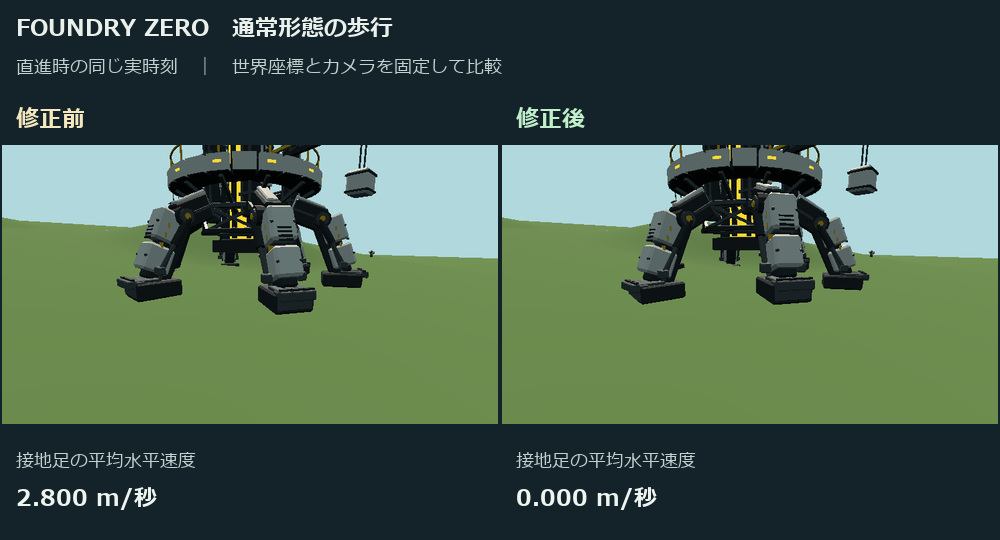 FOUNDRY ZERO 通常形態の歩行
直進時の同じ実時刻 ｜ 世界座標とカメラを固定して比較
修正前
修正後
接地足の平均水平速度
2.800 m/秒
接地足の平均水平速度
0.000 m/秒